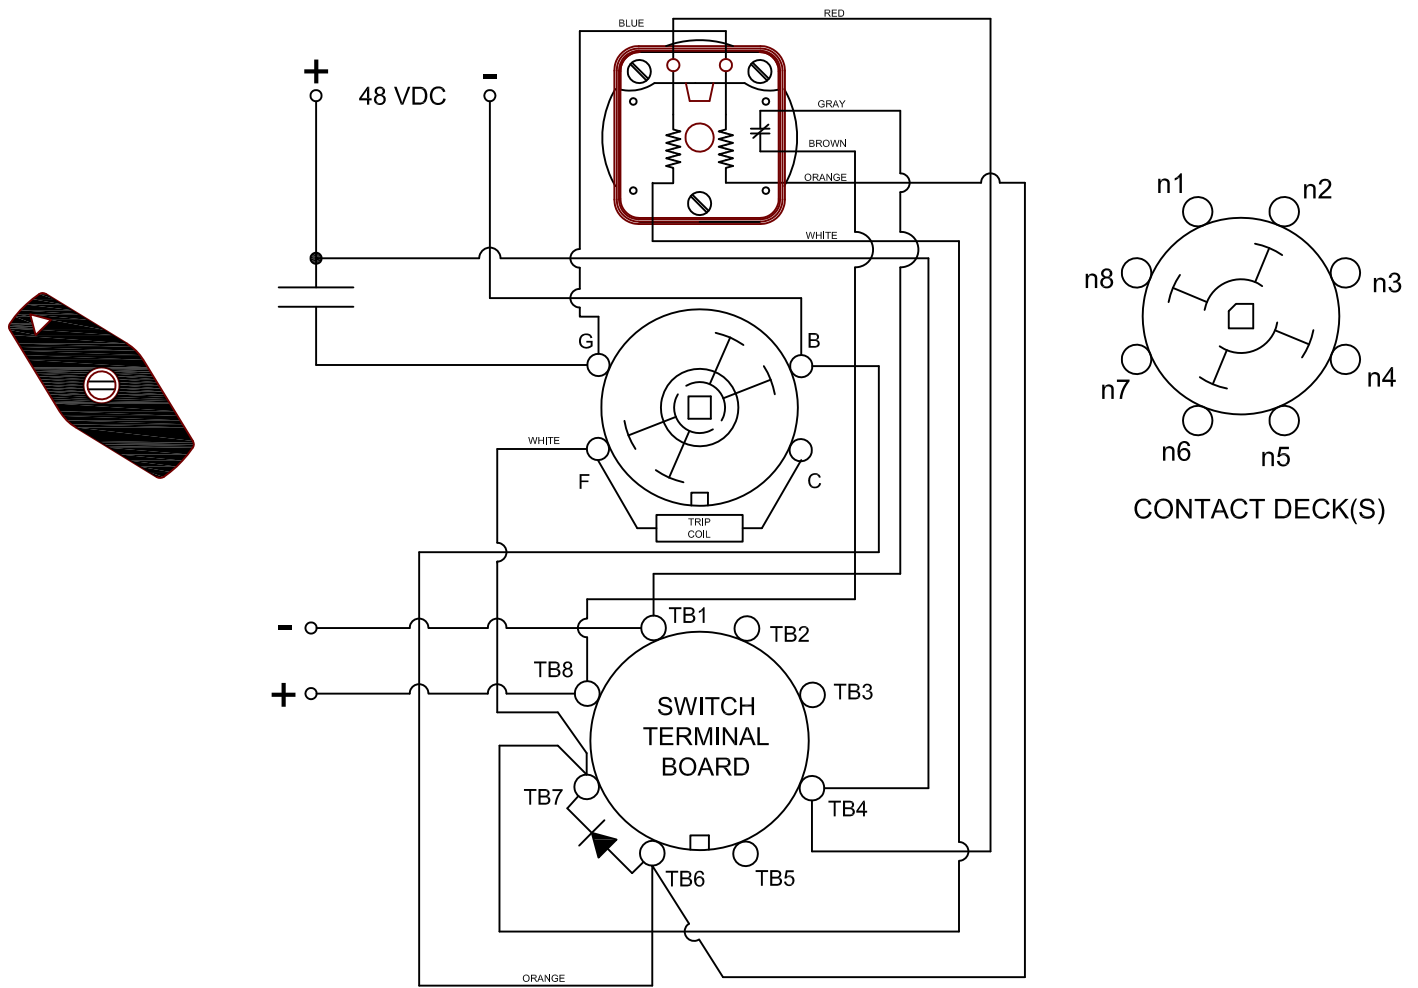 RED
BLUE
+
48 VDC
-
GRAY
BROWN
ORANGE
WHITE
n1
n2
n8
n3
n7
n4
n6
n5
CONTACT DECK(S)
G
B
WHITE
F
C
TRIP
COIL
-
TB1
TB2
TB8
TB3
+
SWITCH
TERMINAL
BOARD
TB7
TB4
TB6
TB5
ORANGE